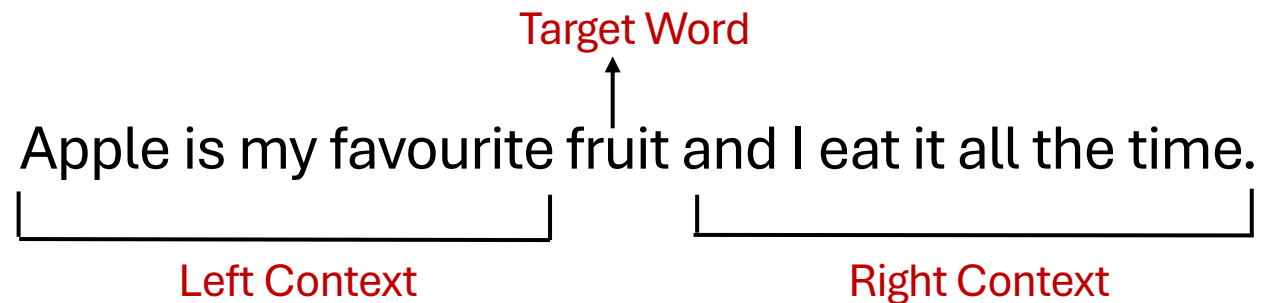 Target Word
Apple is my favourite fruit and I eat it all the time.
Left Context Right Context